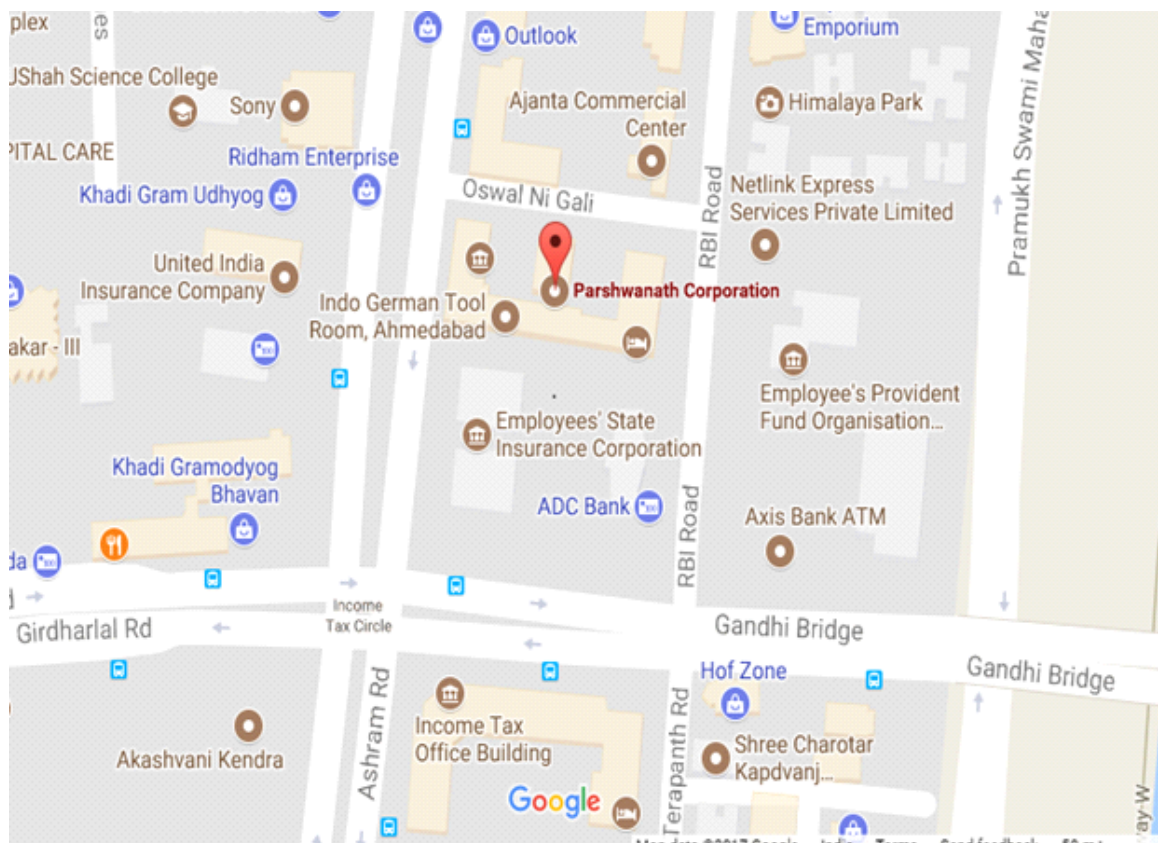 plex
Outlook
Emporium
JShah Science College
Sony
Ajanta Commercial
Center
Himalaya Park
Pramukh Swami Maha
PITAL CARE
Ridham Enterprise
Khadi Gram Udhyog
Oswal Ni Gali
RBI Road
Netlink Express
Services Private Limited
United India
Insurance Company
Parshwanath Corporation
Indo German Tool
Room, Ahmedabad
akar - III
Employee's Provident
Fund Organisation...
Employees' State
Insurance Corporation
Khadi Gramodyog
Bhavan
ADC Bank
RBI Road
Axis Bank ATM
da
Income
Tax Circle
Girdharlal Rd
Gandhi Bridge
Gandhi Bridge
Hof Zone
Ashram Rd
Income Tax
Office Building
Terapanth Rd
Shree Charotar
Kapdvanj...
Akashvani Kendra
Google
way W